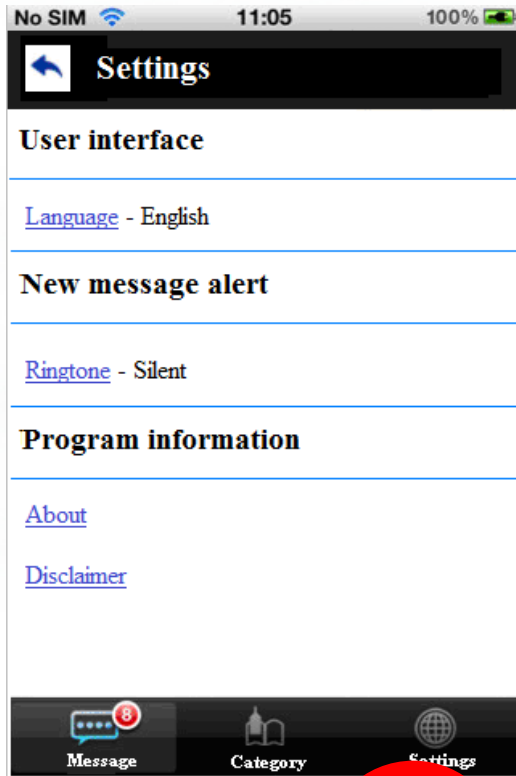 No SIM 11:05 100%
Settings
User interface
Language - English
New message alert
Ringtone - Silent
Program information
About
Disclaimer
8
Message Category Settings